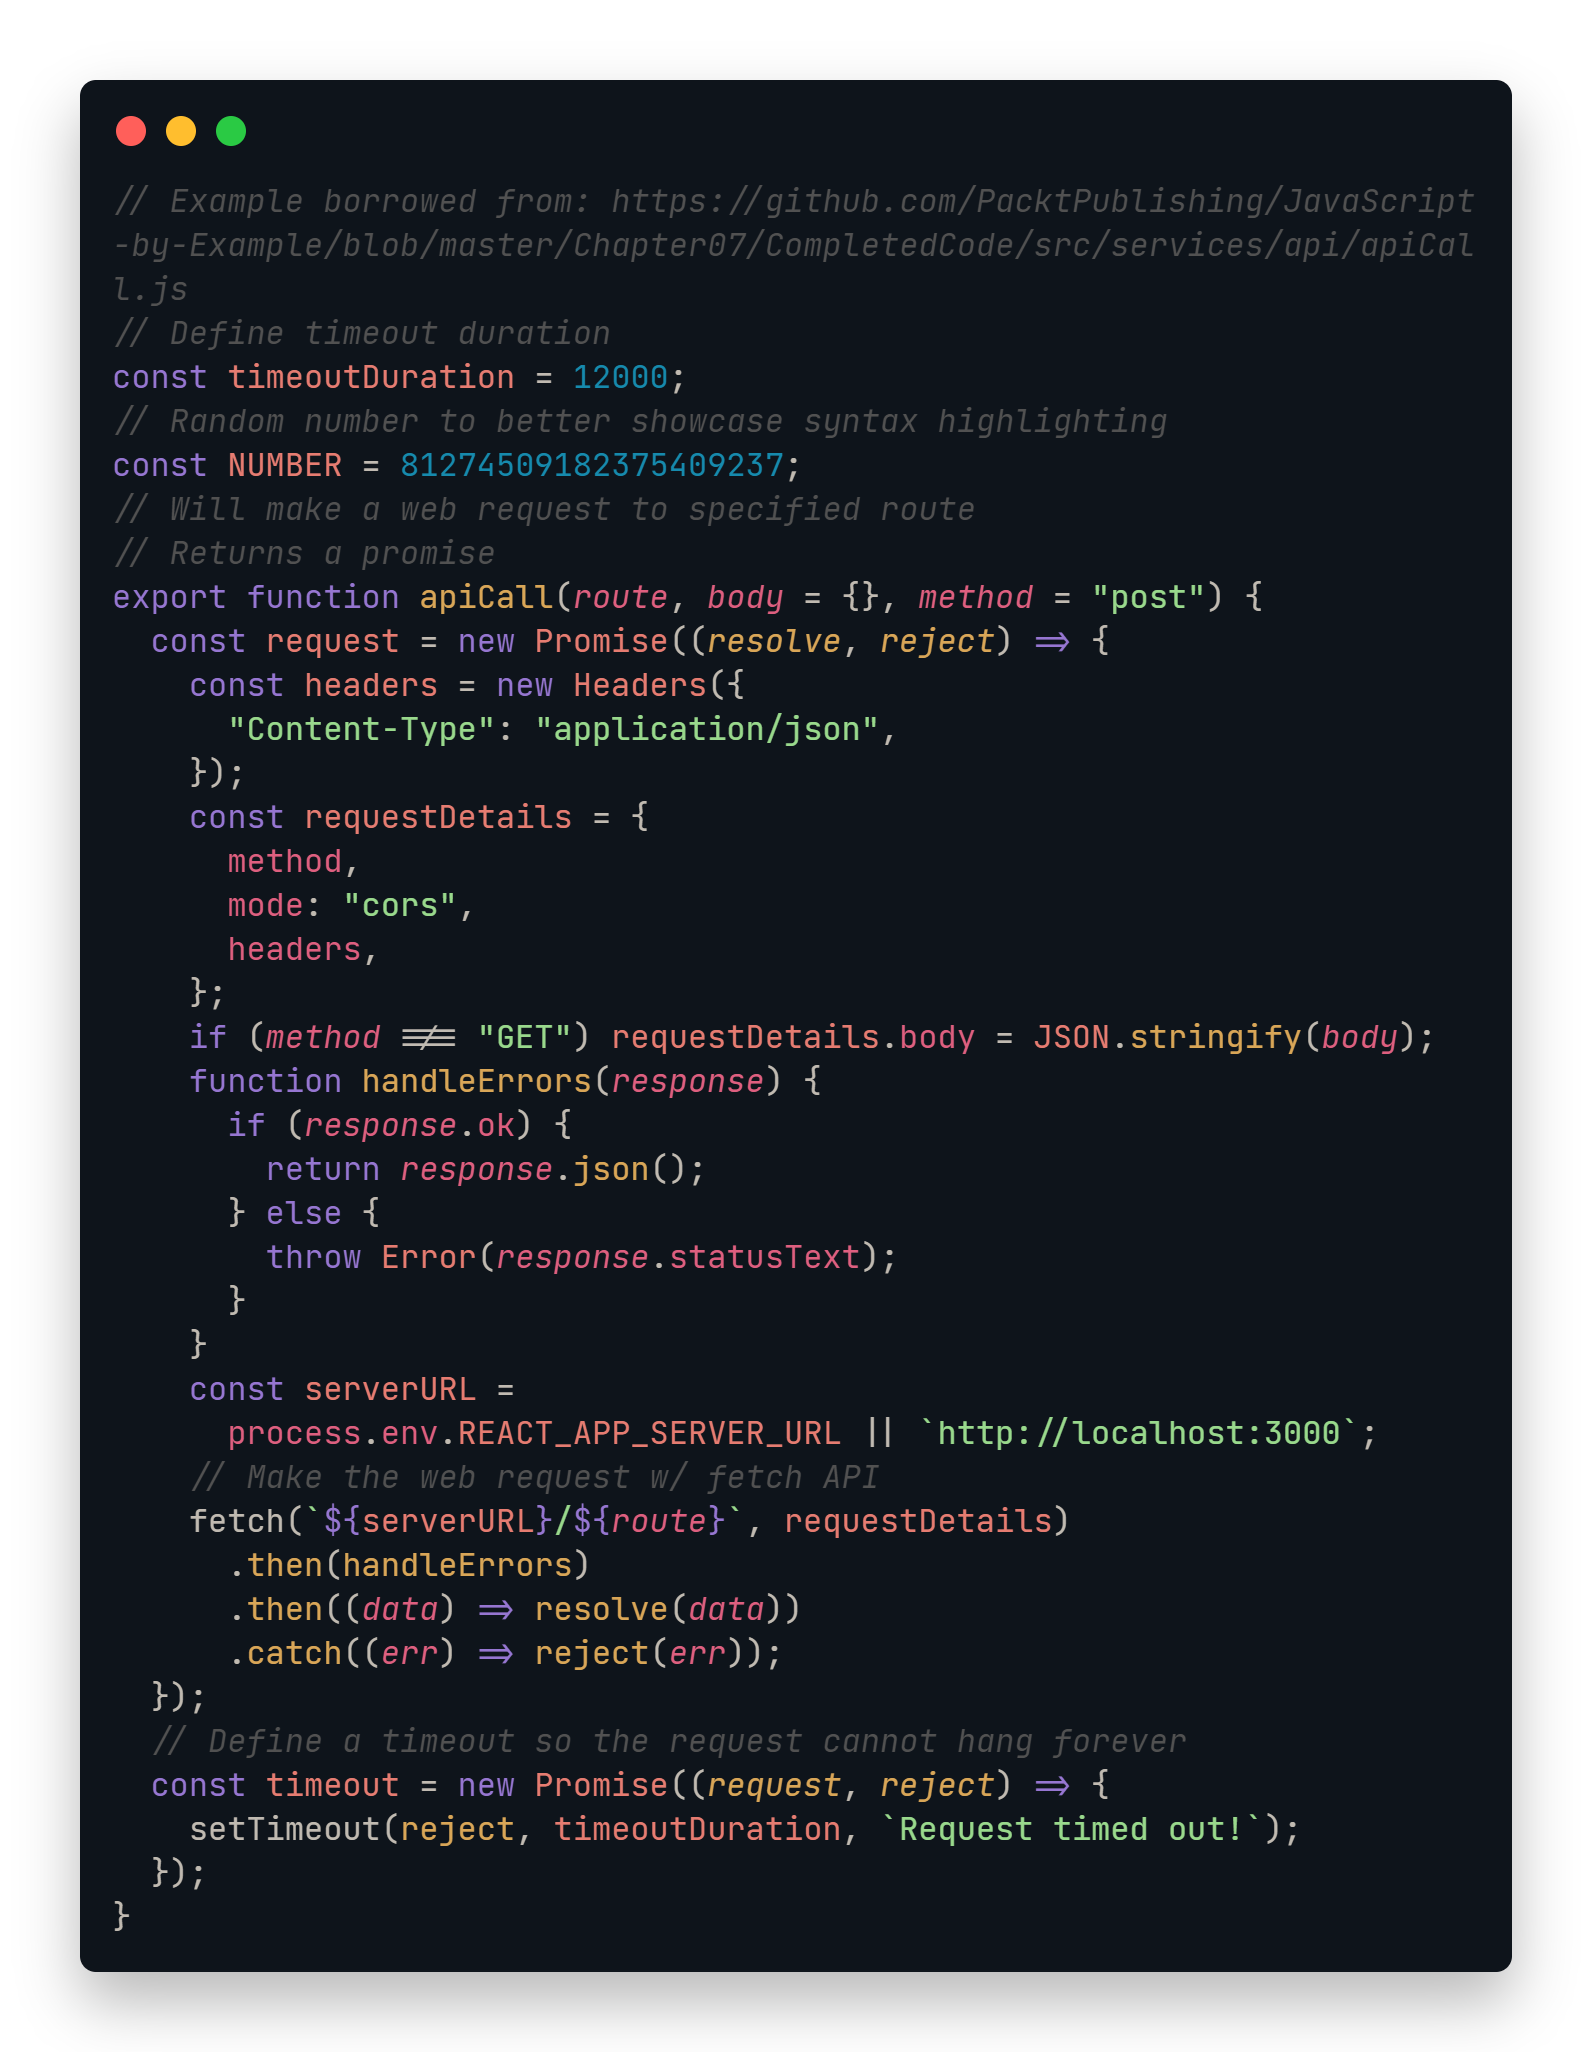 // Example borrowed from: https://github.com/PacktPublishing/JavaScript
-by-Example/blob/master/Chapter07/CompletedCode/src/services/api/apiCal
l.js
// Define timeout duration
const timeoutDuration = 12000;
// Random number to better showcase syntax highlighting
const NUMBER = 81274509182375409237;
// Will make a web request to specified route
// Returns a promise
export function apiCall(route, body = {}, method = "post") {
  const request = new Promise((resolve, reject) => {
    const headers = new Headers({
      "Content-Type": "application/json",
    });
    const requestDetails = {
      method,
      mode: "cors",
      headers,
    };
    if (method !== "GET") requestDetails.body = JSON.stringify(body);
    function handleErrors(response) {
      if (response.ok) {
        return response.json();
      } else {
        throw Error(response.statusText);
      }
    }
    const serverURL =
      process.env.REACT_APP_SERVER_URL || `http://localhost:3000`;
    // Make the web request w/ fetch API
    fetch(`${serverURL}/${route}`, requestDetails)
      .then(handleErrors)
      .then((data) => resolve(data))
      .catch((err) => reject(err));
  });
  // Define a timeout so the request cannot hang forever
  const timeout = new Promise((request, reject) => {
    setTimeout(reject, timeoutDuration, `Request timed out!`);
  });
}